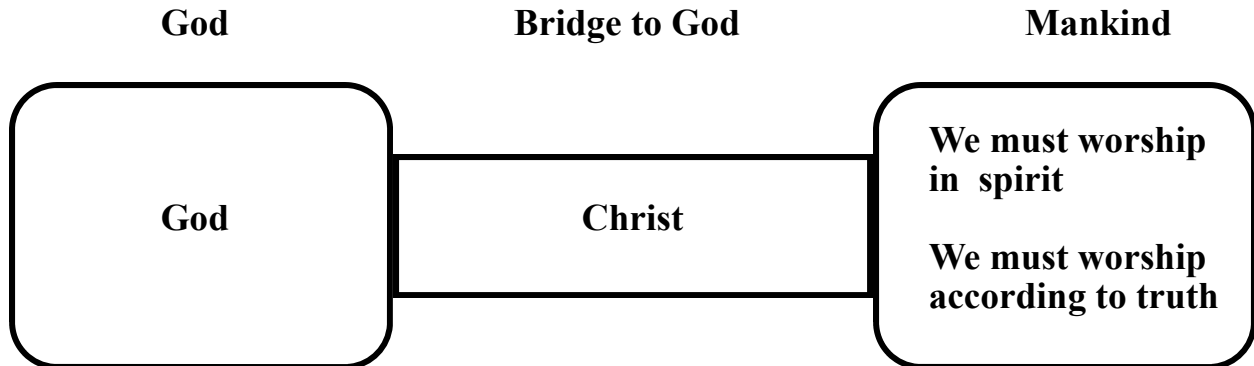 God
Bridge to God
Mankind
God
Christ
We must worship
in  spirit
We must worship
according to truth